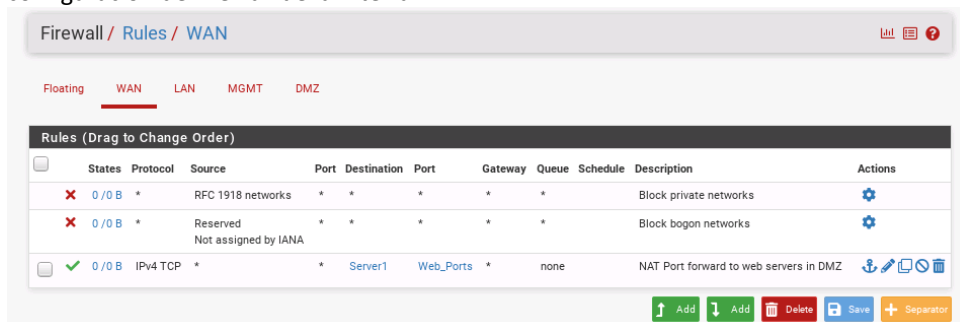 Firewall / Rules / WAN
Floating WAN LAN MGMT DMZ
Rules (Drag to Change Order)
States Protocol Source Port Destination Port Gateway Queue Schedule Description Actions
0 /0 B * RFC 1918 networks * * * * * Block private networks
0 /0 B * Reserved * * * * * Block bogon networks
Not assigned by IANA
0 /0 B IPv4 TCP * * Server1 Web_Ports * none NAT Port forward to web servers in DMZ
Add Add Delete Save Separator